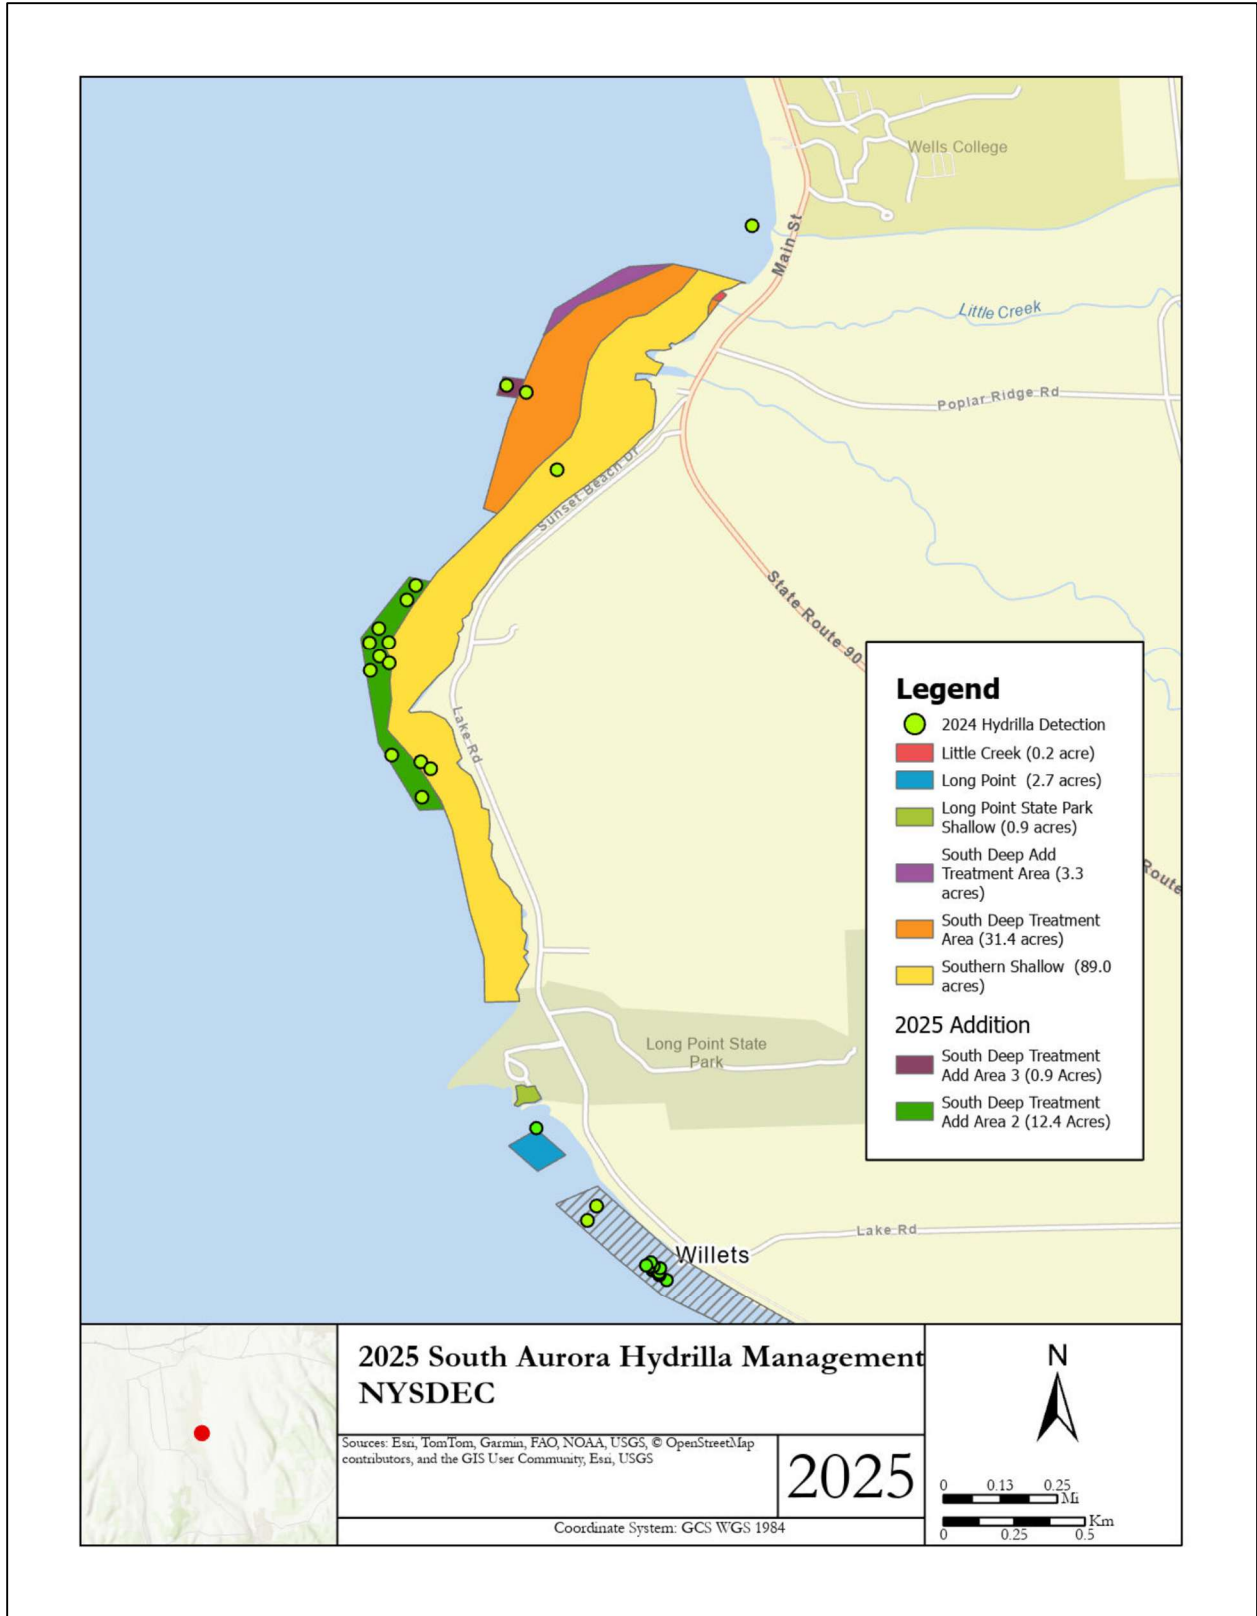 Wells College
Main St
Little Creek
Poplar Ridge Rd
Sunset Beach Dr
State Route 90
Lake Rd
Route
Long Point State
Park
Willets
Lake Rd
Legend
2024 Hydrilla Detection
Little Creek (0.2 acre)
Long Point (2.7 acres)
Long Point State Park
Shallow (0.9 acres)
South Deep Add
Treatment Area (3.3
acres)
South Deep Treatment
Area (31.4 acres)
Southern Shallow (89.0
acres)
2025 Addition
South Deep Treatment
Add Area 3 (0.9 Acres)
South Deep Treatment
Add Area 2 (12.4 Acres)
2025 South Aurora Hydrilla Management
NYSDEC
Sources: Esri, TomTom, Garmin, FAO, NOAA, USGS, © OpenStreetMap
contributors, and the GIS User Community, Esri, USGS
2025
Coordinate System: GCS WGS 1984
N
0 0.13 0.25
Mi
Km
0 0.25 0.5